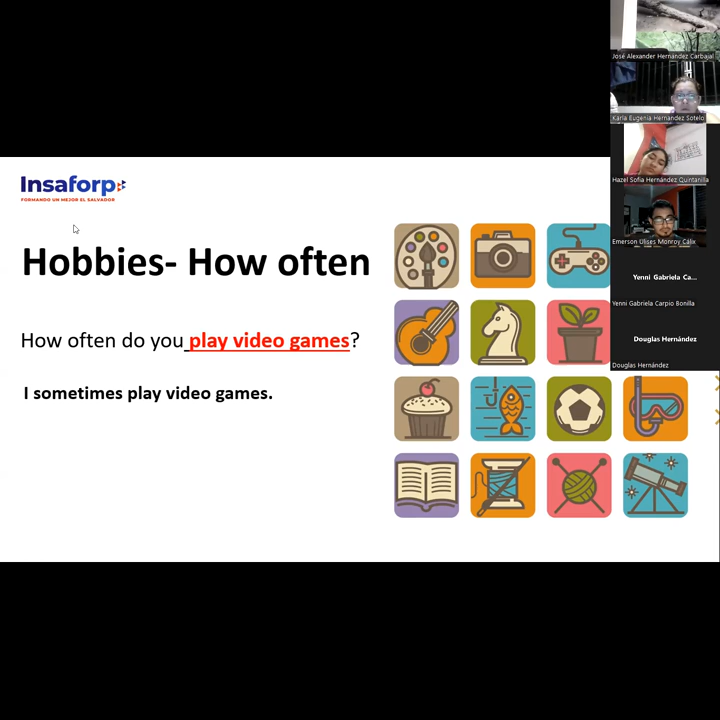 Insaforp
FORMANDO UN MEJOR EL SALVADOR
Hobbies- How often
How often do you play video games?
I sometimes play video games.
José Alexander Hernández Carbajal
Karla Eugenia Hernandez Sotelo
Hazel Sofia Hernández Quintanilla
Emerson Ulises Monroy Cálix
Yenni Gabriela Ca...
Yenni Gabriela Carpio Bonilla
Douglas Hernández
Douglas Hernández